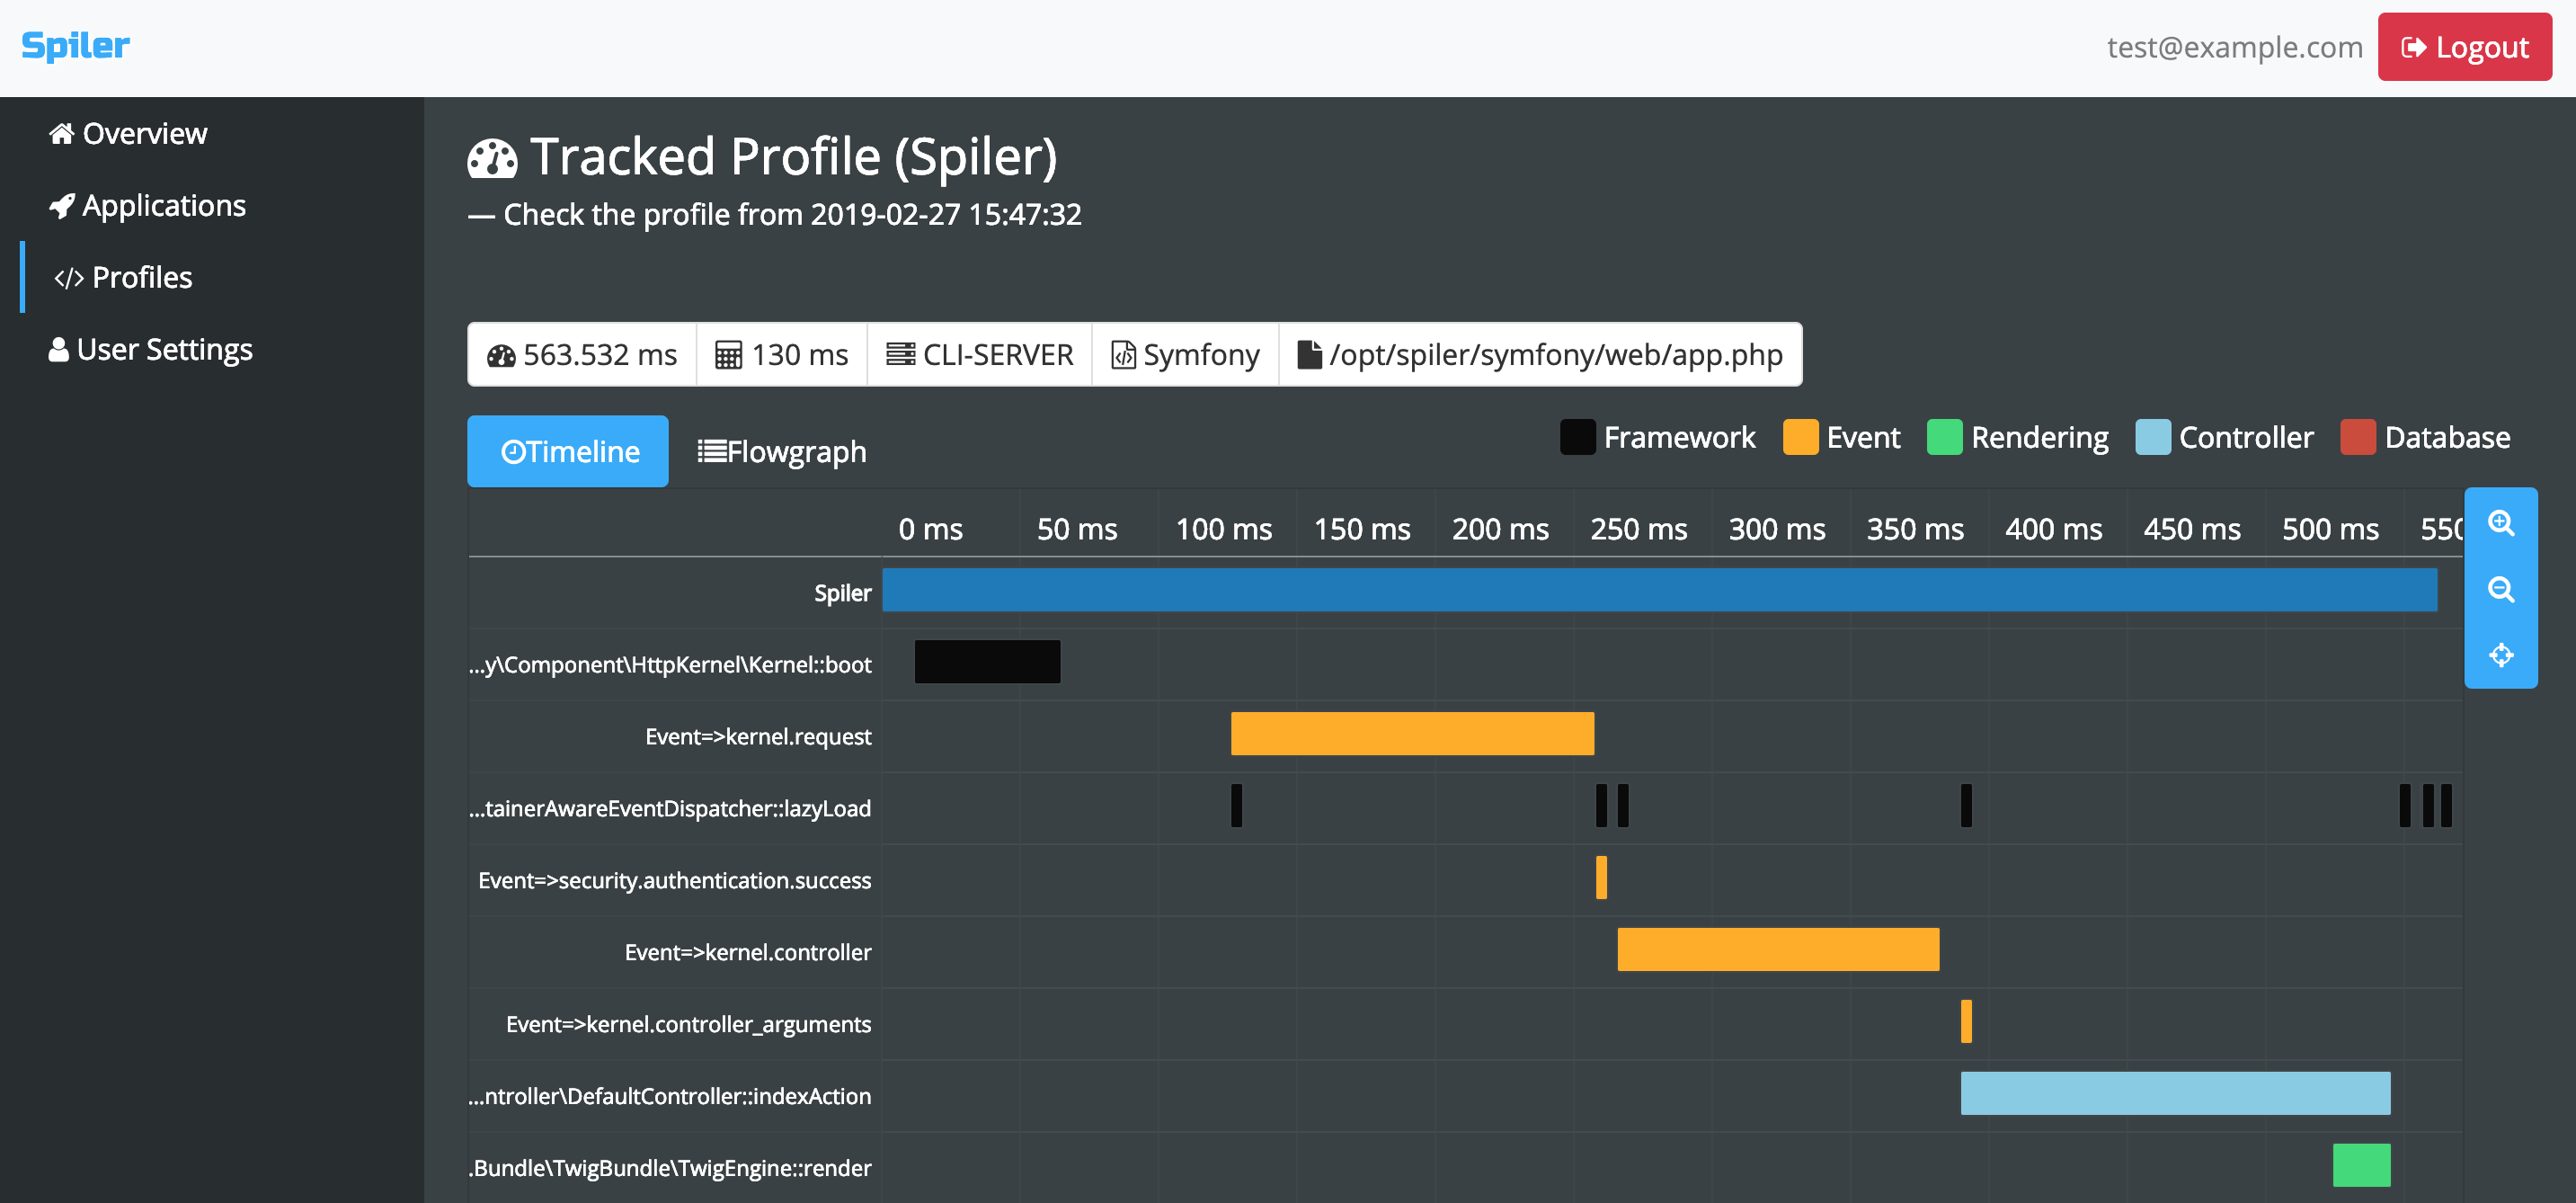 Spiler
test@example.com
Logout
Overview
Applications
Profiles
User Settings
Tracked Profile (Spiler)
— Check the profile from 2019-02-27 15:47:32
563.532 ms 130 ms CLI-SERVER Symfony /opt/spiler/symfony/web/app.php
Timeline Flowgraph
Framework Event Rendering Controller Database
0 ms 50 ms 100 ms 150 ms 200 ms 250 ms 300 ms 350 ms 400 ms 450 ms 500 ms 550
Spiler
...y\Component\HttpKernel\Kernel::boot
Event=>kernel.request
...tainerAwareEventDispatcher::lazyLoad
Event=>security.authentication.success
Event=>kernel.controller
Event=>kernel.controller_arguments
...ntroller\DefaultController::indexAction
.Bundle\TwigBundle\TwigEngine::render